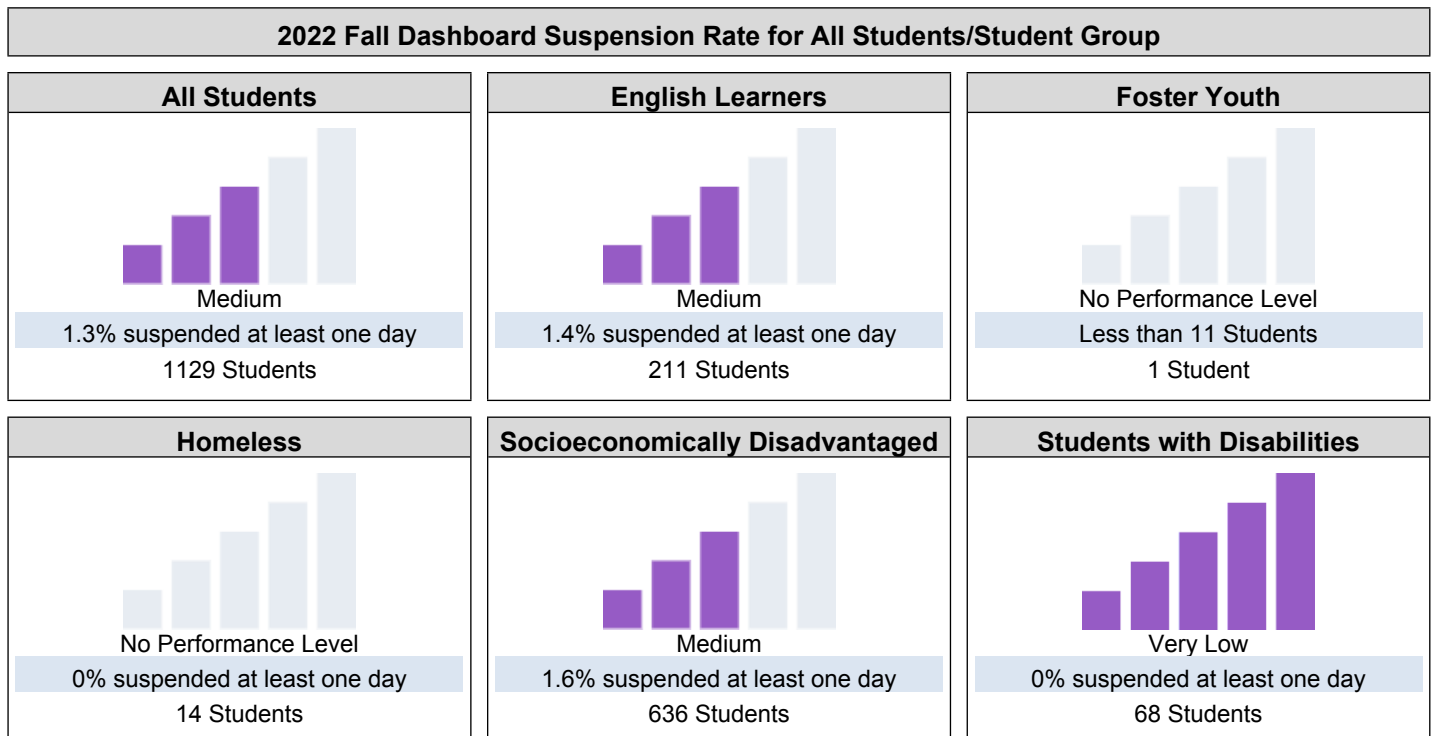 2022 Fall Dashboard Suspension Rate for All Students/Student Group
All Students
Medium
1.3% suspended at least one day
1129 Students
English Learners
Medium
1.4% suspended at least one day
211 Students
Foster Youth
No Performance Level
Less than 11 Students
1 Student
Homeless
No Performance Level
0% suspended at least one day
14 Students
Socioeconomically Disadvantaged
Medium
1.6% suspended at least one day
636 Students
Students with Disabilities
Very Low
0% suspended at least one day
68 Students